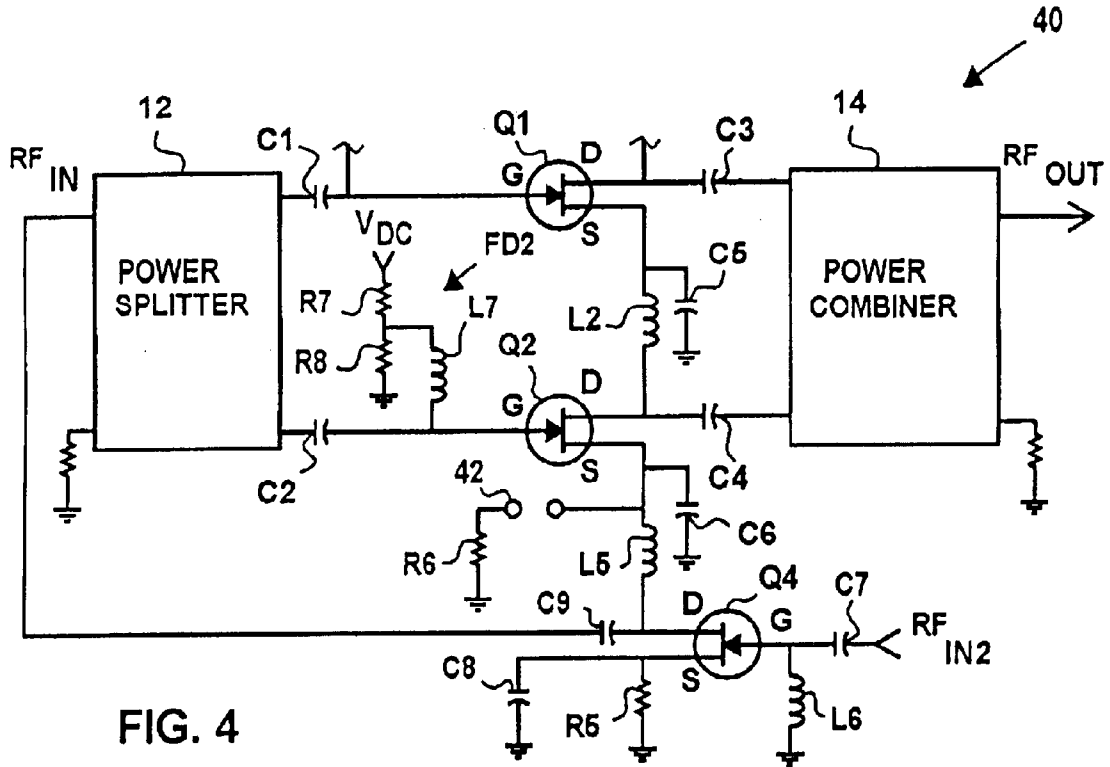 40
12
C1
Q1
D
C3
14
RF IN
G
RF OUT
VDC
S
FD2
C5
POWER SPLITTER
R7
L7
L2
POWER COMBINER
R8
Q2
D
G
C2
S
C4
42
C6
R6
L5
Q4
C7
C9
D
G
RF IN2
C8
S
R5
L6
FIG. 4